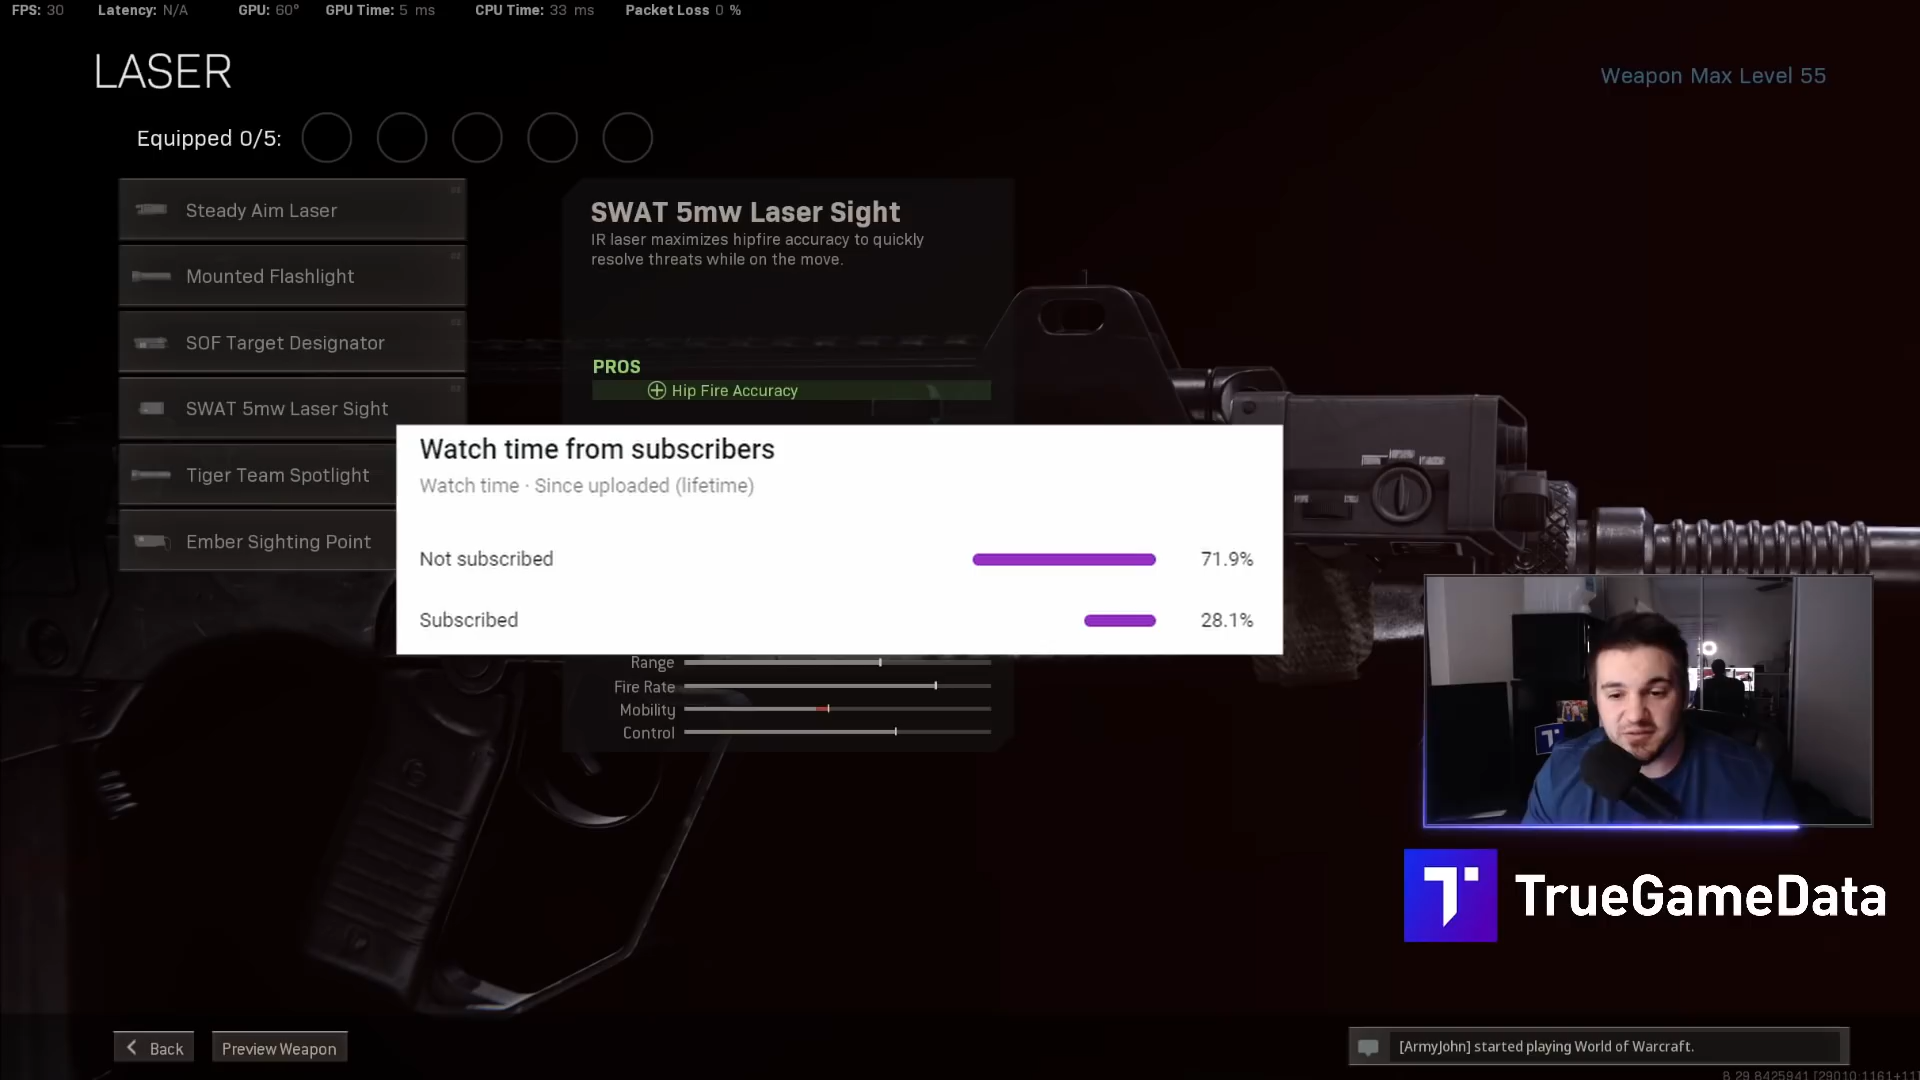 FPS: 30 Latency: N/A GPU: 60° GPU Time: 5 ms CPU Time: 33 ms Packet Loss 0 %
LASER
Weapon Max Level 55
Equipped 0/5:
Steady Aim Laser
Mounted Flashlight
SOF Target Designator
SWAT 5mw Laser Sight
Tiger Team Spotlight
Ember Sighting Point
SWAT 5mw Laser Sight
IR laser maximizes hipfire accuracy to quickly
resolve threats while on the move.
PROS
Hip Fire Accuracy
Watch time from subscribers
Watch time · Since uploaded (lifetime)
Not subscribed 71.9%
Subscribed 28.1%
Range
Fire Rate
Mobility
Control
TrueGameData
Back
Preview Weapon
[ArmyJohn] started playing World of Warcraft.